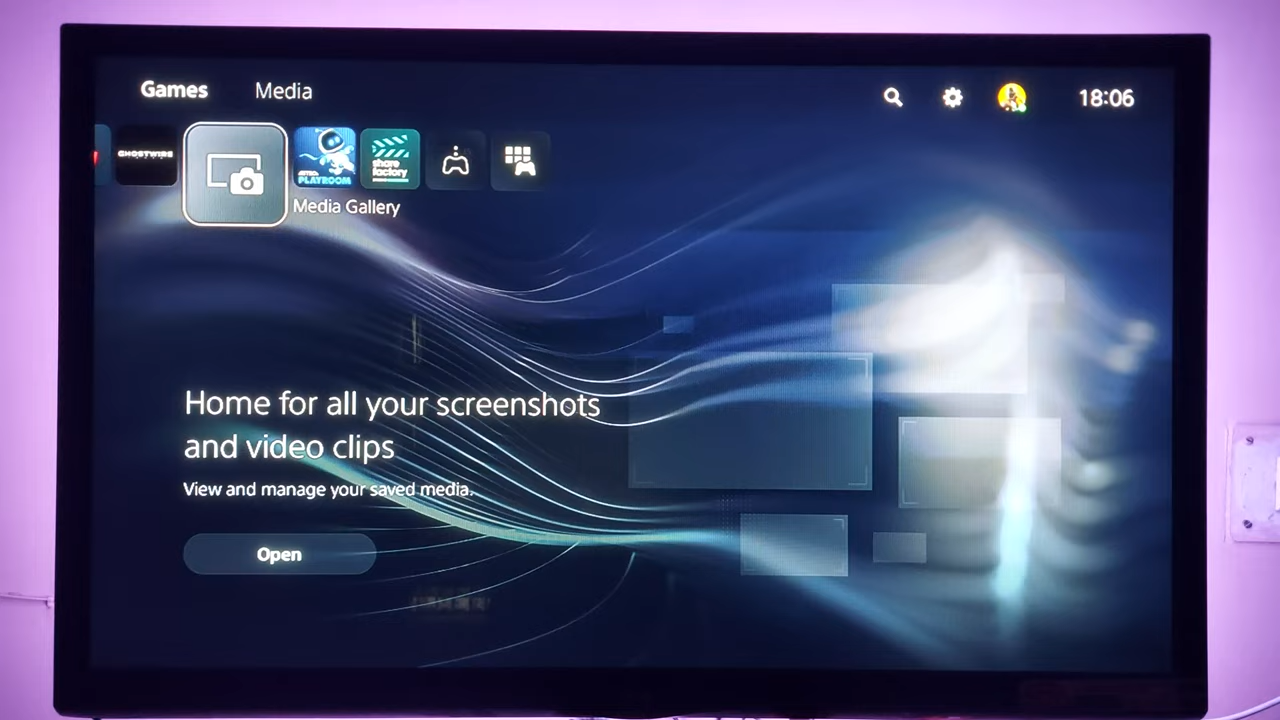 Games
Media
18:06
GHOSTWIRE
ASTRO's
PLAYROOM
share
factory
Media Gallery
Home for all your screenshots
and video clips
View and manage your saved media.
Open